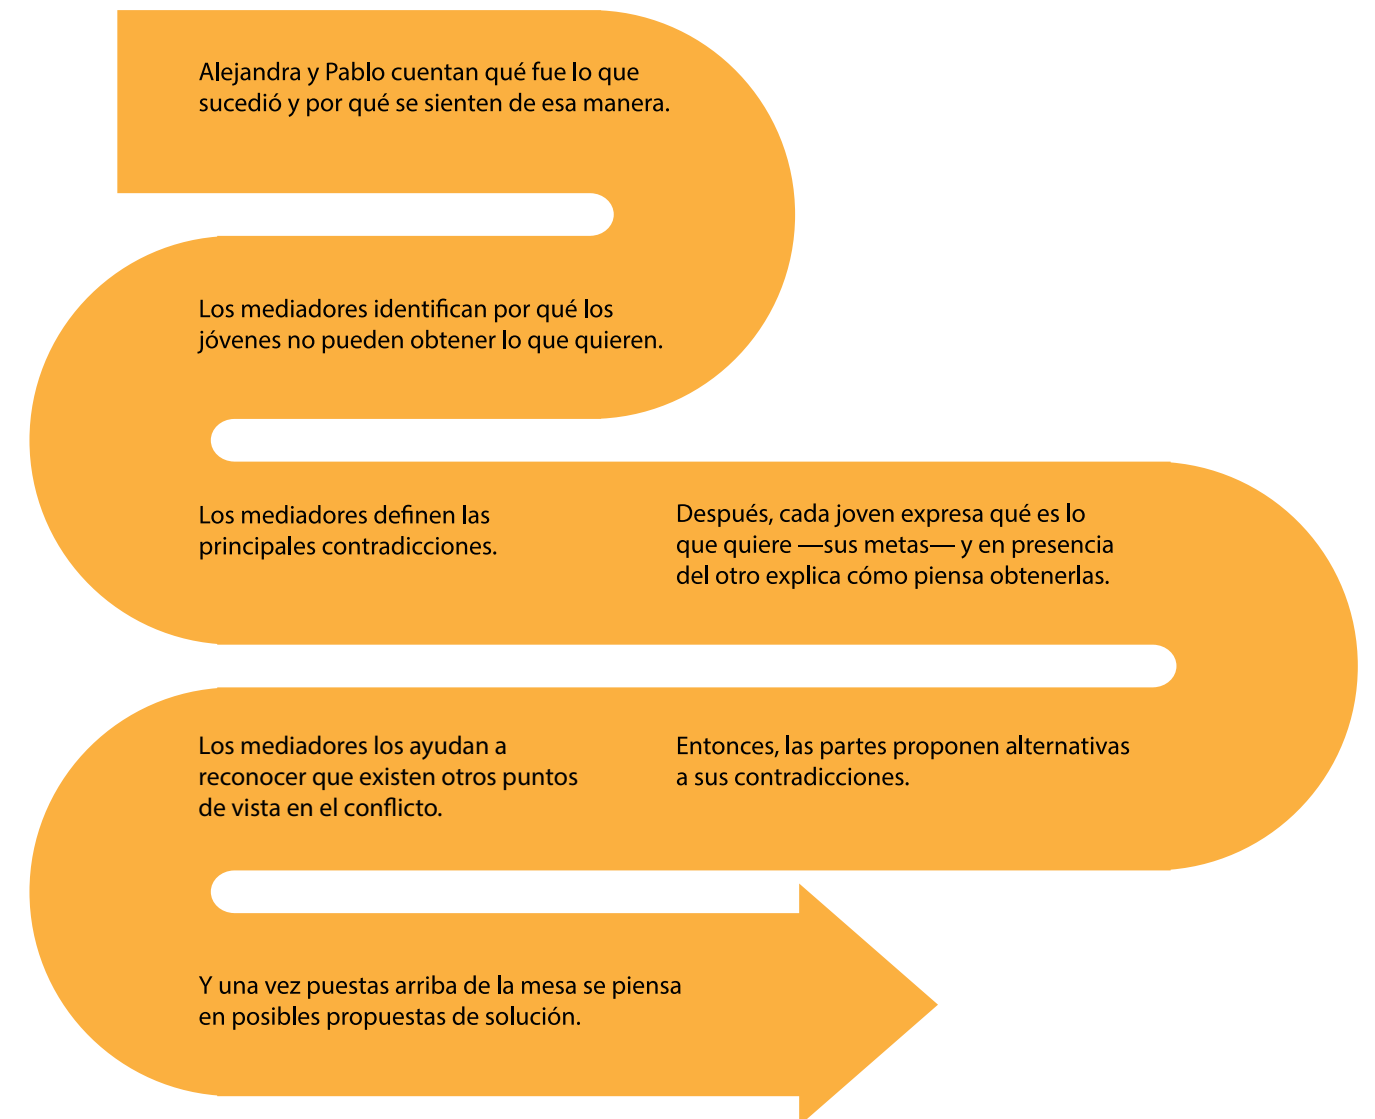 Alejandra y Pablo cuentan qué fue lo que
sucedió y por qué se sienten de esa manera.
Los mediadores identifican por qué los
jóvenes no pueden obtener lo que quieren.
Los mediadores definen las
principales contradicciones.
Después, cada joven expresa qué es lo
que quiere —sus metas— y en presencia
del otro explica cómo piensa obtenerlas.
Los mediadores los ayudan a
reconocer que existen otros puntos
de vista en el conflicto.
Entonces, las partes proponen alternativas
a sus contradicciones.
Y una vez puestas arriba de la mesa se piensa
en posibles propuestas de solución.